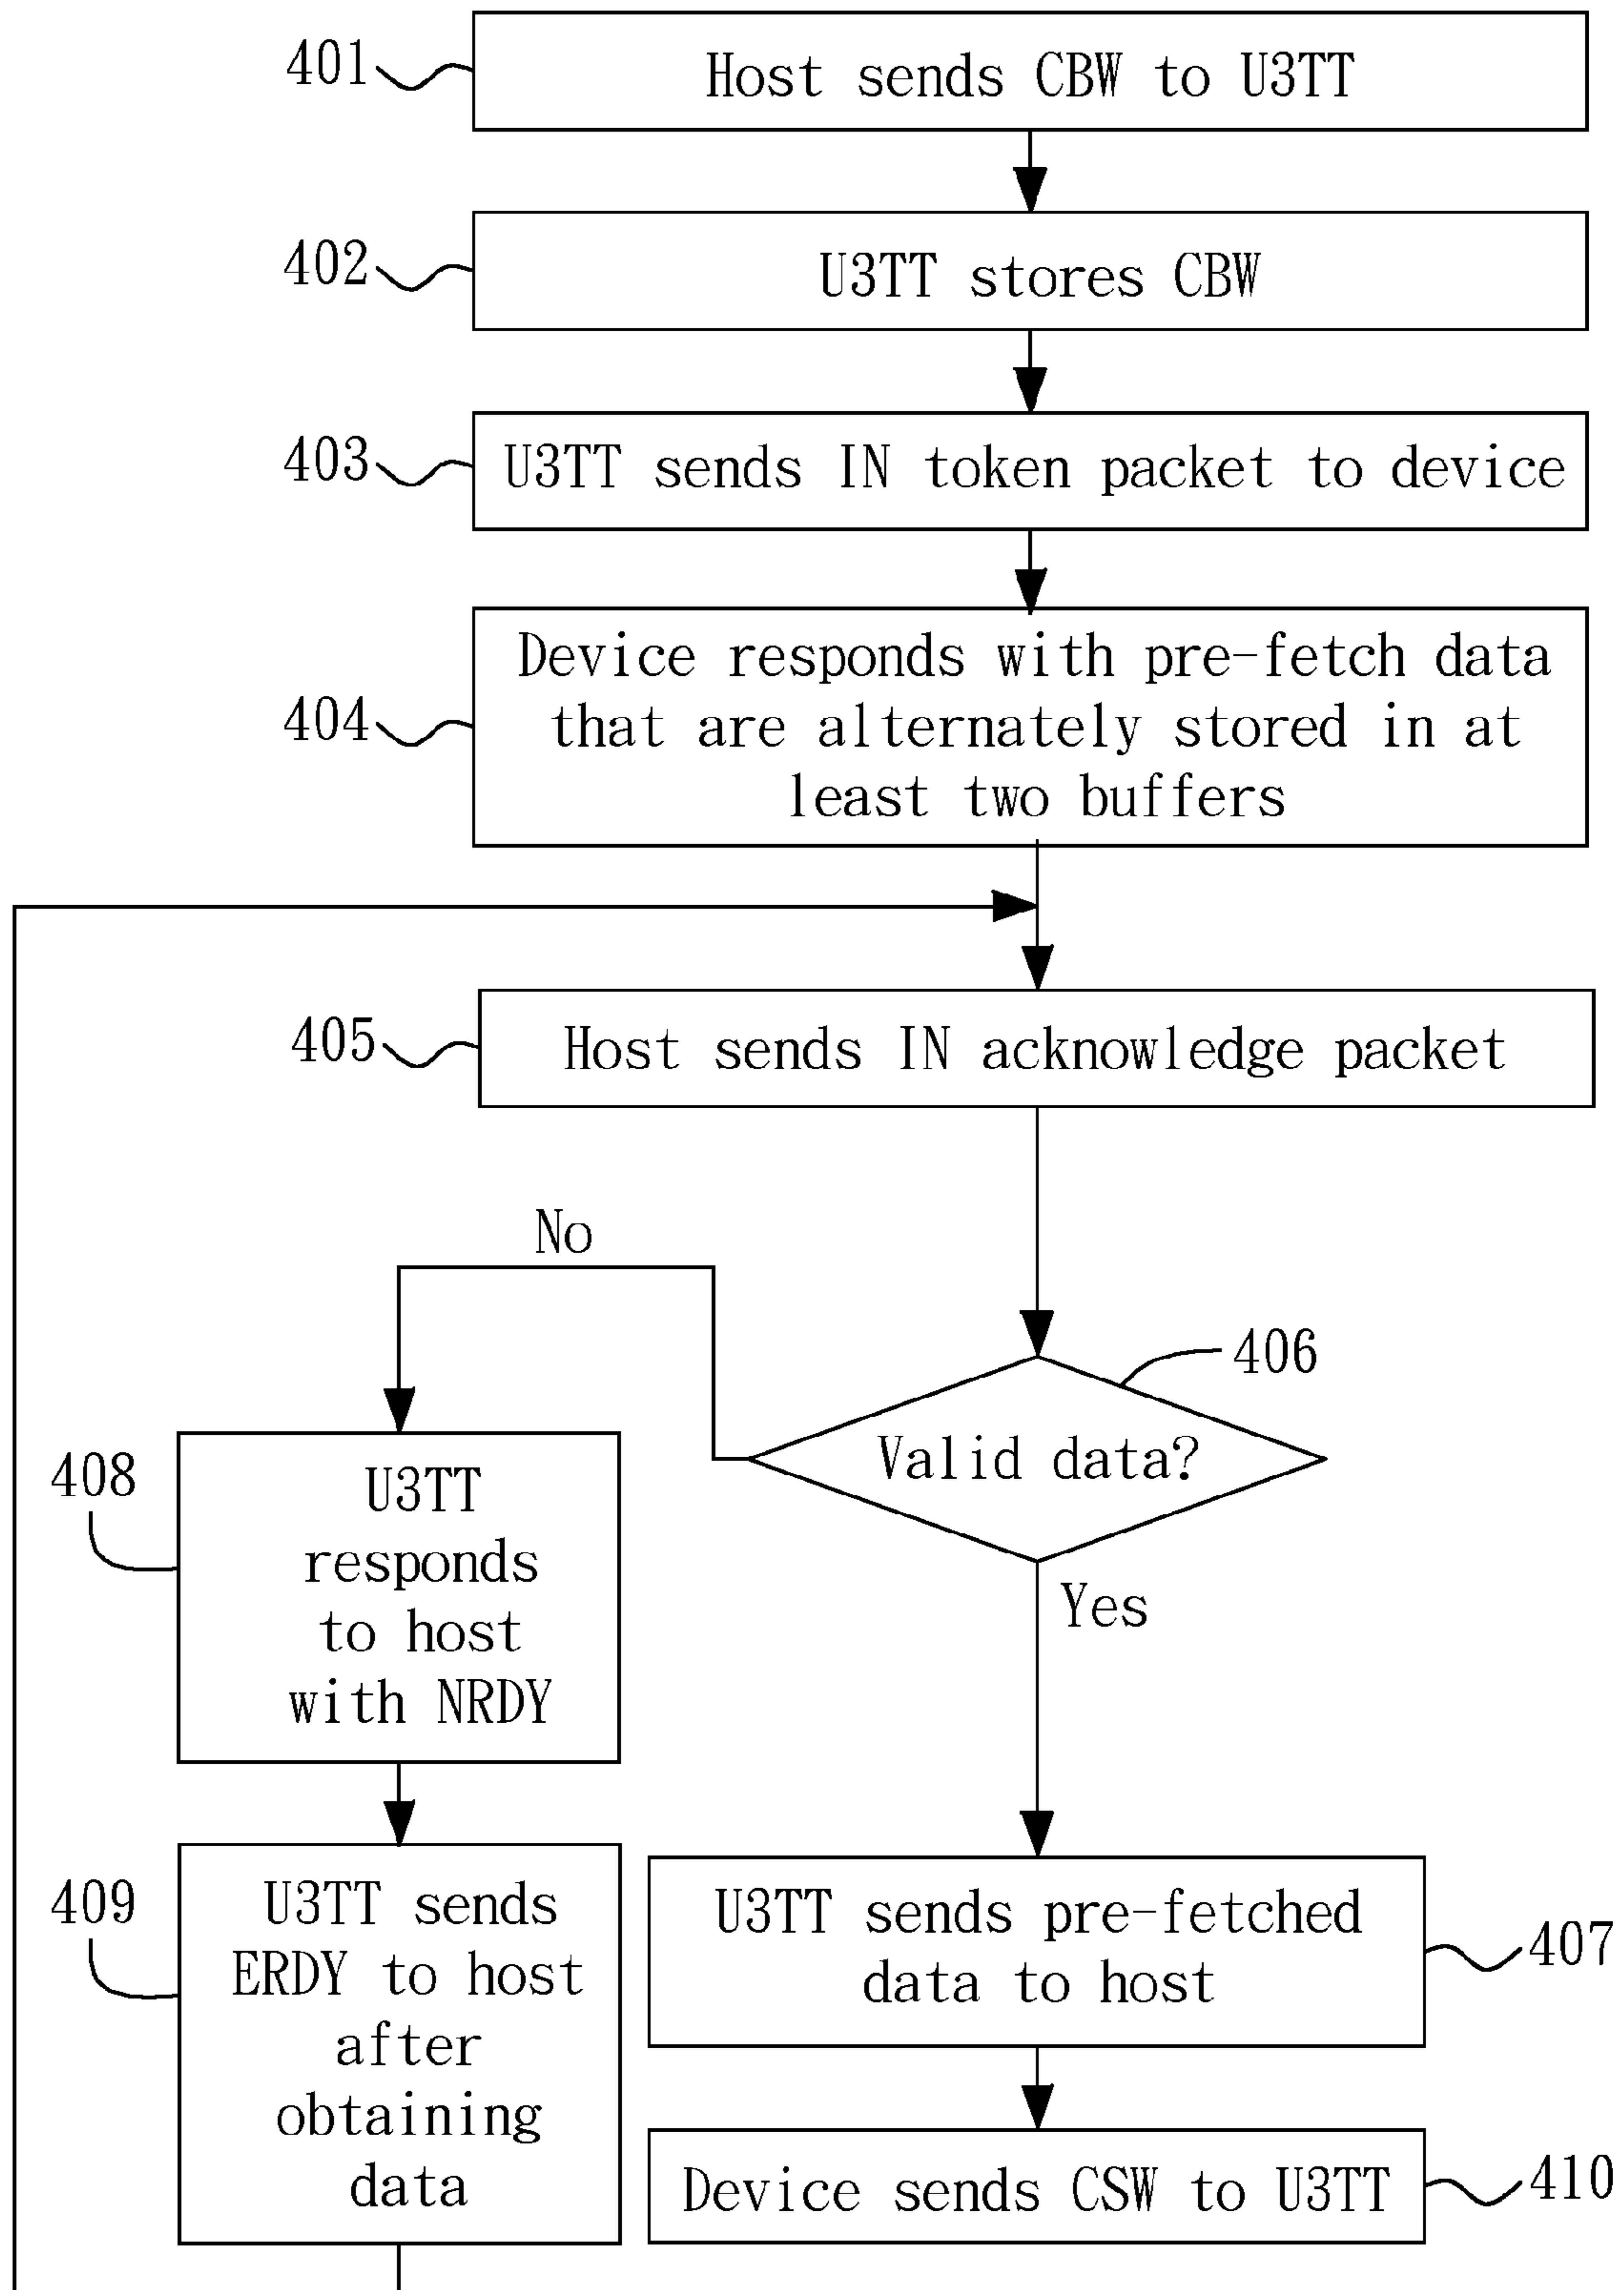 401
Host sends CBW to U3TT
402
U3TT stores CBW
403
U3TT sends IN token packet to device
404
Device responds with pre-fetch data
that are alternately stored in at
least two buffers
405
Host sends IN acknowledge packet
No
406
Valid data?
Yes
408
U3TT
responds
to host
with NRDY
409
U3TT sends
ERDY to host
after
obtaining
data
U3TT sends pre-fetched
data to host
407
Device sends CSW to U3TT
410